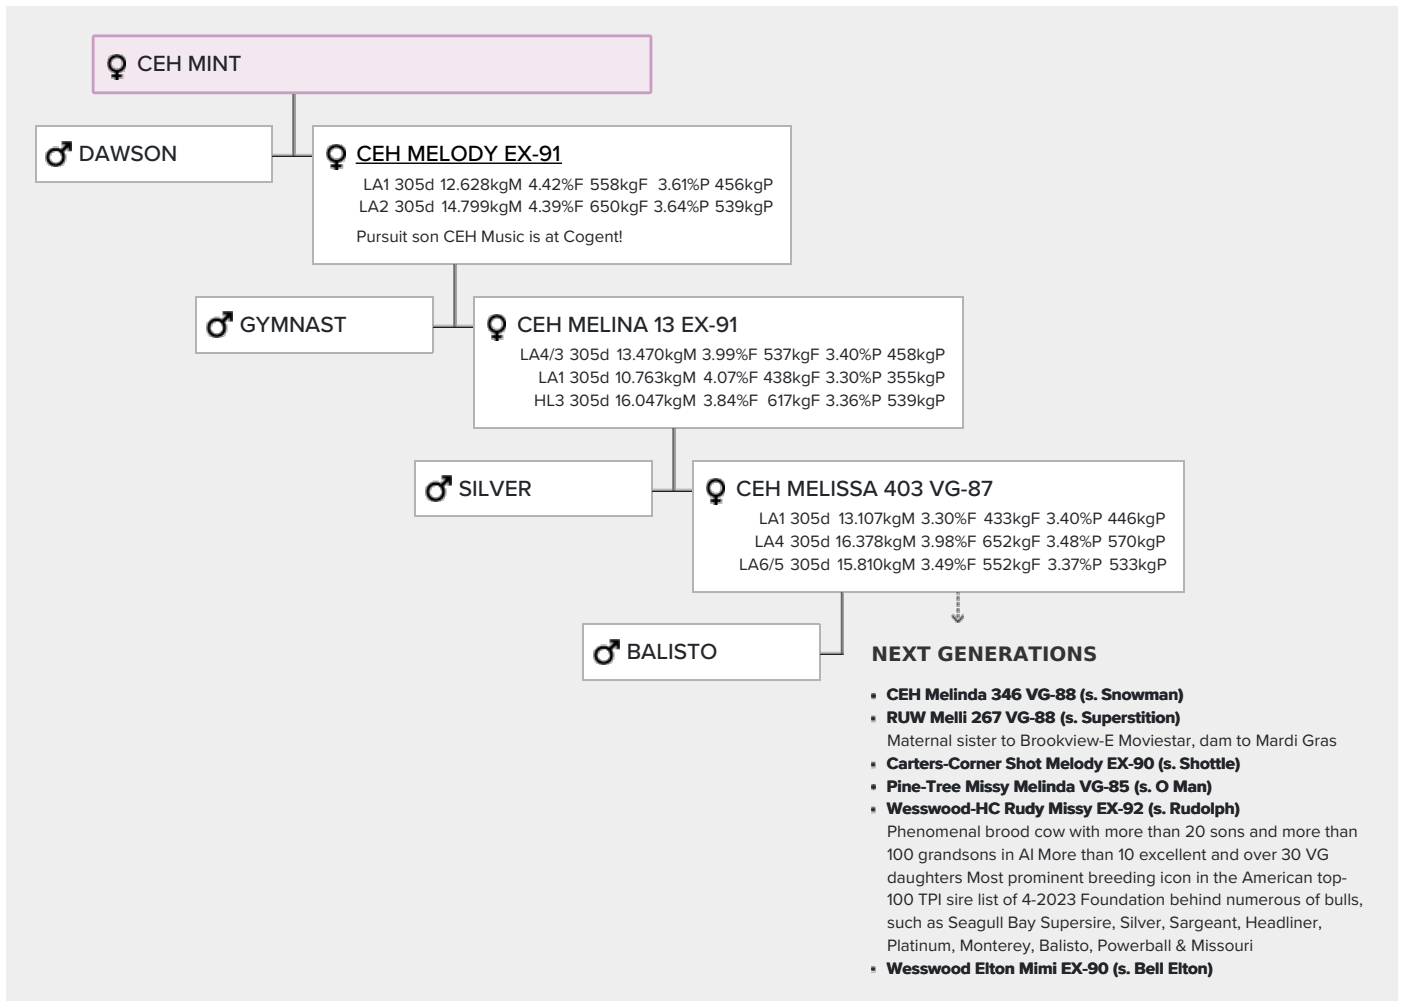 CEH MINT
DAWSON
CEH MELODY EX-91
LA1 305d 12.628kgM 4.42%F 558kgF 3.61%P 456kgP
LA2 305d 14.799kgM 4.39%F 650kgF 3.64%P 539kgP
Pursuit son CEH Music is at Cogent!
GYMNAST
CEH MELINA 13 EX-91
LA4/3 305d 13.470kgM 3.99%F 537kgF 3.40%P 458kgP
LA1 305d 10.763kgM 4.07%F 438kgF 3.30%P 355kgP
HL3 305d 16.047kgM 3.84%F 617kgF 3.36%P 539kgP
SILVER
CEH MELISSA 403 VG-87
LA1 305d 13.107kgM 3.30%F 433kgF 3.40%P 446kgP
LA4 305d 16.378kgM 3.98%F 652kgF 3.48%P 570kgP
LA6/5 305d 15.810kgM 3.49%F 552kgF 3.37%P 533kgP
BALISTO
NEXT GENERATIONS
CEH Melinda 346 VG-88 (s. Snowman)
RUW Melli 267 VG-88 (s. Superstition)
Maternal sister to Brookview-E Moviestar, dam to Mardi Gras
Carters-Corner Shot Melody EX-90 (s. Shottle)
Pine-Tree Missy Melinda VG-85 (s. O Man)
Wesswood-HC Rudy Missy EX-92 (s. Rudolph)
Phenomenal brood cow with more than 20 sons and more than
100 grandsons in AI More than 10 excellent and over 30 VG
daughters Most prominent breeding icon in the American top-
100 TPI sire list of 4-2023 Foundation behind numerous of bulls,
such as Seagull Bay Supersire, Silver, Sargeant, Headliner,
Platinum, Monterey, Balisto, Powerball & Missouri
Wesswood Elton Mimi EX-90 (s. Bell Elton)